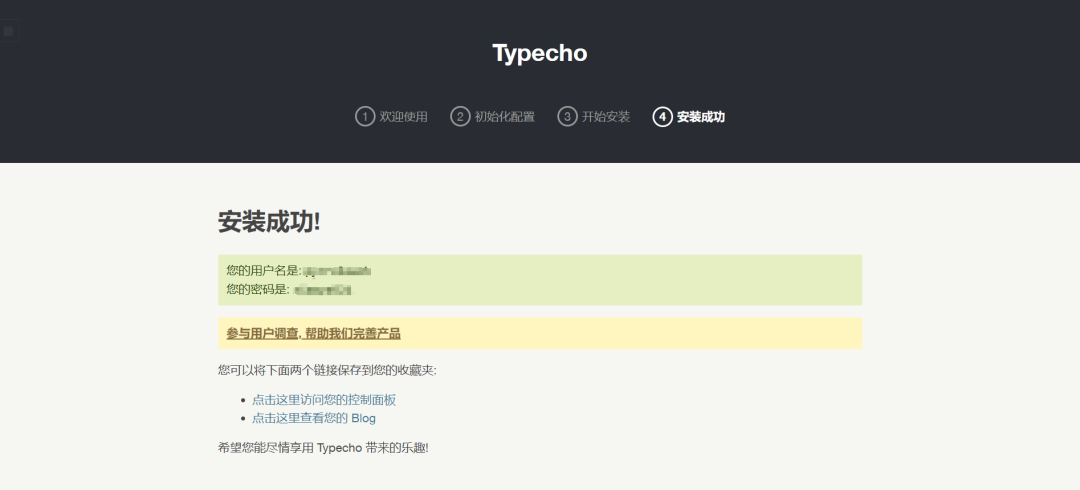 Typecho
1 欢迎使用 2 初始化配置 3 开始安装 4 安装成功
安装成功!
您的用户名是:
您的密码是:
参与用户调查, 帮助我们完善产品
您可以将下面两个链接保存到您的收藏夹:
点击这里访问您的控制面板
点击这里查看您的 Blog
希望您能尽情享用 Typecho 带来的乐趣!